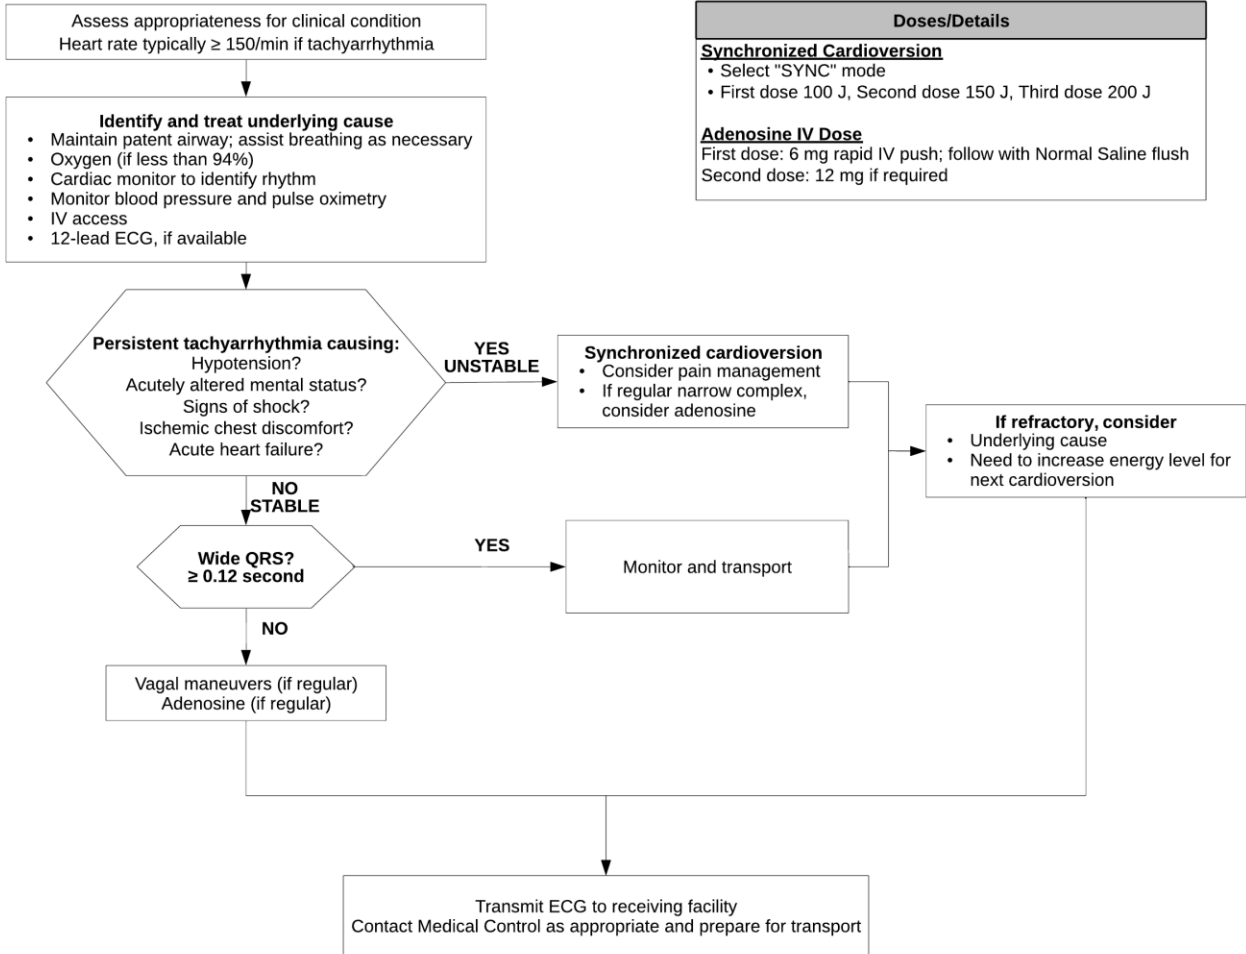 Assess appropriateness for clinical condition
Heart rate typically ≥ 150/min if tachyarrhythmia
Doses/Details
Synchronized Cardioversion
• Select "SYNC" mode
• First dose 100 J, Second dose 150 J, Third dose 200 J
Adenosine IV Dose
First dose: 6 mg rapid IV push; follow with Normal Saline flush
Second dose: 12 mg if required
Identify and treat underlying cause
• Maintain patent airway; assist breathing as necessary
• Oxygen (if less than 94%)
• Cardiac monitor to identify rhythm
• Monitor blood pressure and pulse oximetry
• IV access
• 12-lead ECG, if available
Persistent tachyarrhythmia causing:
Hypotension?
Acutely altered mental status?
Signs of shock?
Ischemic chest discomfort?
Acute heart failure?
YES
UNSTABLE
Synchronized cardioversion
• Consider pain management
• If regular narrow complex,
consider adenosine
If refractory, consider
• Underlying cause
• Need to increase energy level for
next cardioversion
NO
STABLE
Wide QRS?
≥ 0.12 second
YES
Monitor and transport
NO
Vagal maneuvers (if regular)
Adenosine (if regular)
Transmit ECG to receiving facility
Contact Medical Control as appropriate and prepare for transport